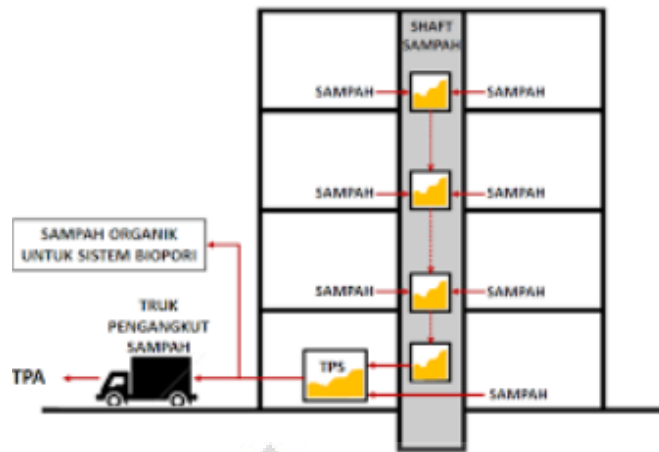 SHAFT
SAMPAH
SAMPAH
SAMPAH
SAMPAH
SAMPAH
SAMPAH ORGANIK
UNTUK SISTEM BIOPORI
SAMPAH
SAMPAH
TRUK
PENGANGKUT
SAMPAH
TPS
TPA
SAMPAH